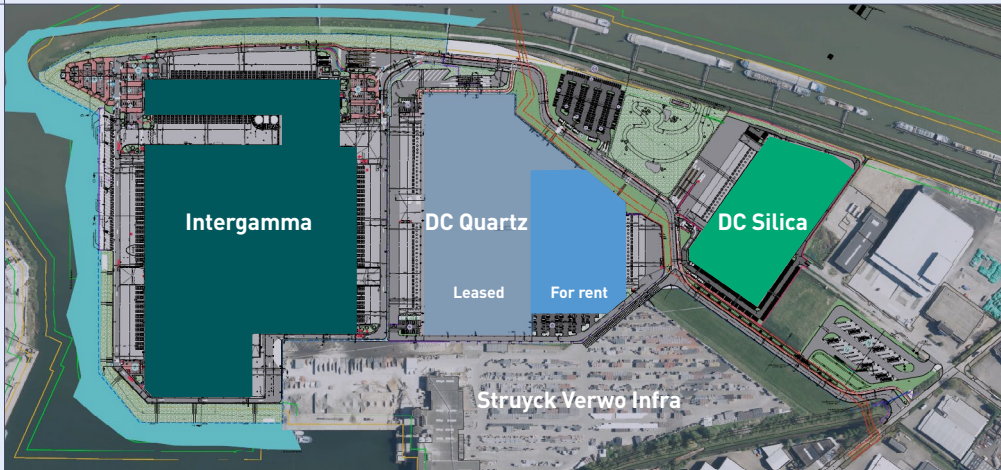 Intergamma
DC Quartz
DC Silica
Leased
For rent
Struyck Verwo Infra